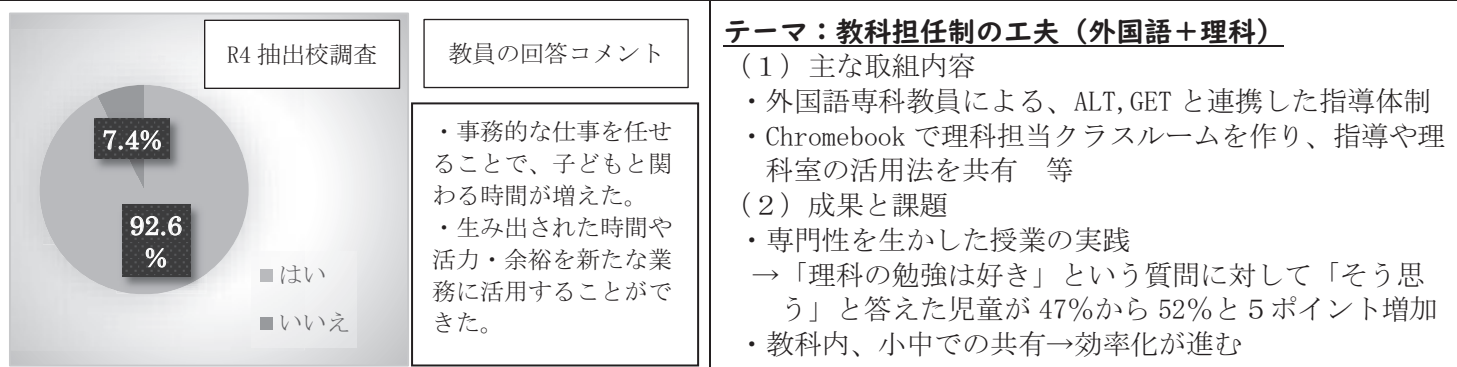 R4 抽出校調査
7.4%
92.6
%
■はい
■いいえ
教員の回答コメント
・事務的な仕事を任せ
ることで、子どもと関
わる時間が増えた。
・生み出された時間や
活力・余裕を新たな業
務に活用することがで
きた。
テーマ：教科担任制の工夫（外国語＋理科）
（１）主な取組内容
・外国語専科教員による、ALT,GET と連携した指導体制
・Chromebook で理科担当クラスルームを作り、指導や理
科室の活用法を共有　等
（２）成果と課題
・専門性を生かした授業の実践
→「理科の勉強は好き」という質問に対して「そう思
う」と答えた児童が 47％から 52％と５ポイント増加
・教科内、小中での共有→効率化が進む